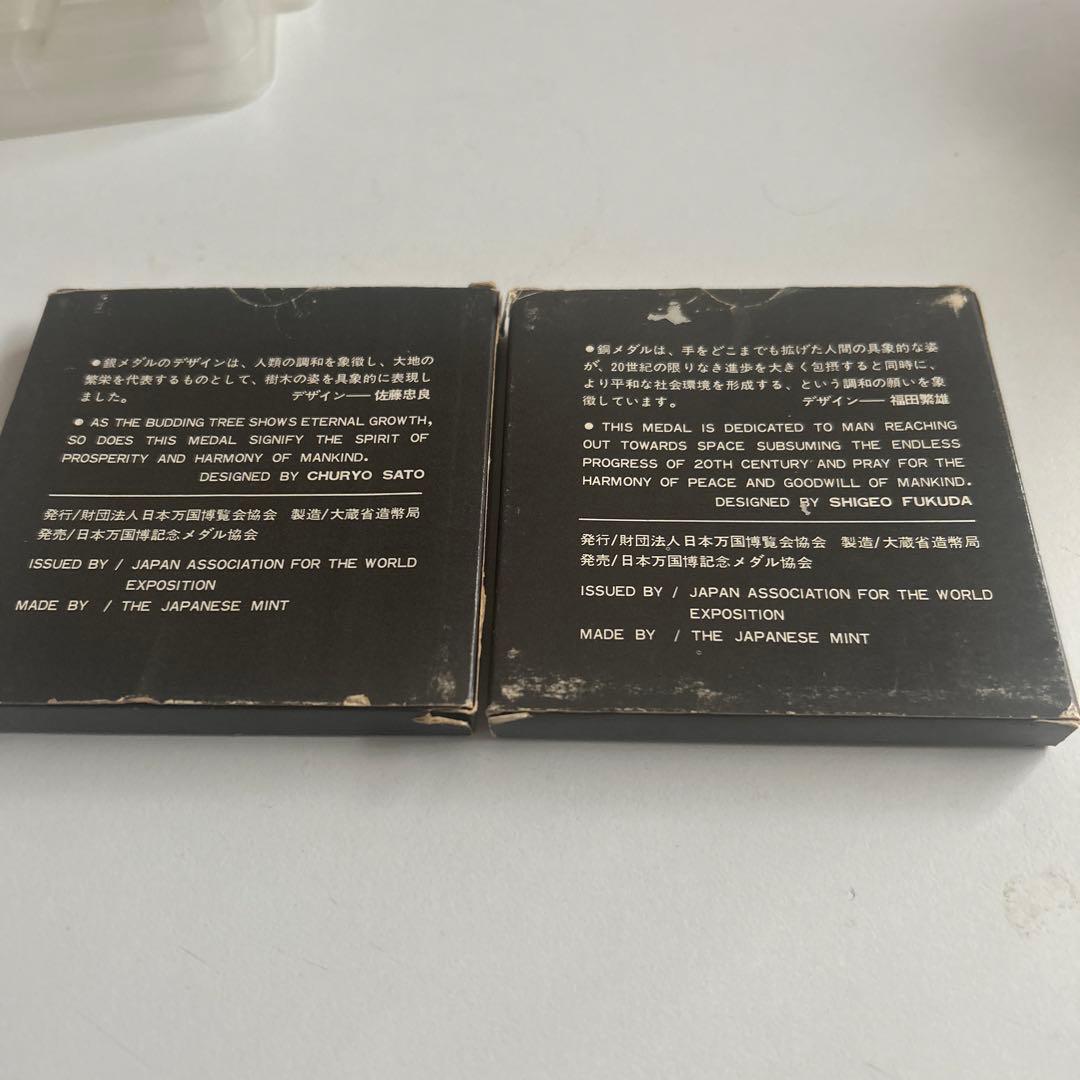 ●銀メダルのデザインは、人類の調和を象徴し、大地の
繁栄を代表するものとして、樹木の姿を具象的に表現し
ました。 デザイン──佐藤忠良
● AS THE BUDDING TREE SHOWS ETERNAL GROWTH,
SO DOES THIS MEDAL SIGNIFY THE SPIRIT OF
PROSPERITY AND HARMONY OF MANKIND.
DESIGNED BY CHURYO SATO
発行/財団法人日本万国博覧会協会 製造/大蔵省造幣局
発売/日本万国博記念メダル協会
ISSUED BY / JAPAN ASSOCIATION FOR THE WORLD
EXPOSITION
MADE BY / THE JAPANESE MINT
●銅メダルは、手をどこまでも拡げた人間の具象的な姿
が、20世紀の限りなき進歩を大きく包摂すると同時に、
より平和な社会環境を形成する、という調和の願いを象
徴しています。 デザイン──福田繁雄
● THIS MEDAL IS DEDICATED TO MAN REACHING
OUT TOWARDS SPACE SUBSUMING THE ENDLESS
PROGRESS OF 20TH CENTURY AND PRAY FOR THE
HARMONY OF PEACE AND GOODWILL OF MANKIND.
DESIGNED BY SHIGEO FUKUDA
発行/財団法人日本万国博覧会協会 製造/大蔵省造幣局
発売/日本万国博記念メダル協会
ISSUED BY / JAPAN ASSOCIATION FOR THE WORLD
EXPOSITION
MADE BY / THE JAPANESE MINT